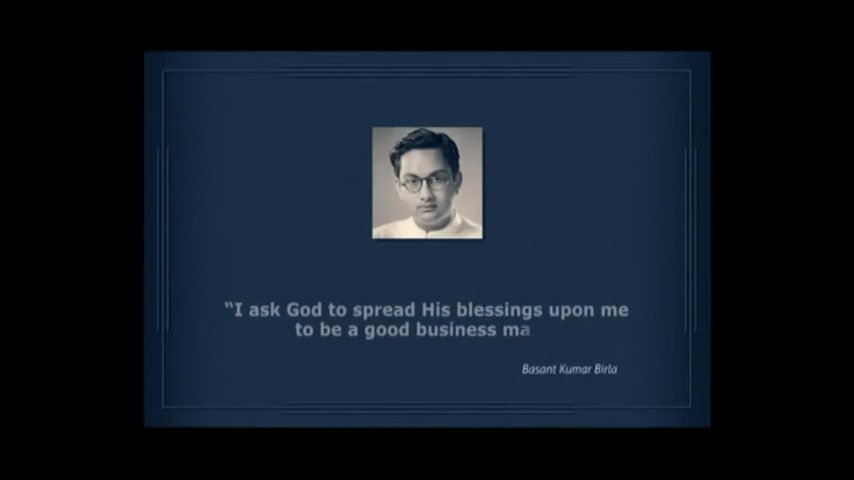 “I ask God to spread His blessings upon me
to be a good business ma
Basant Kumar Birla